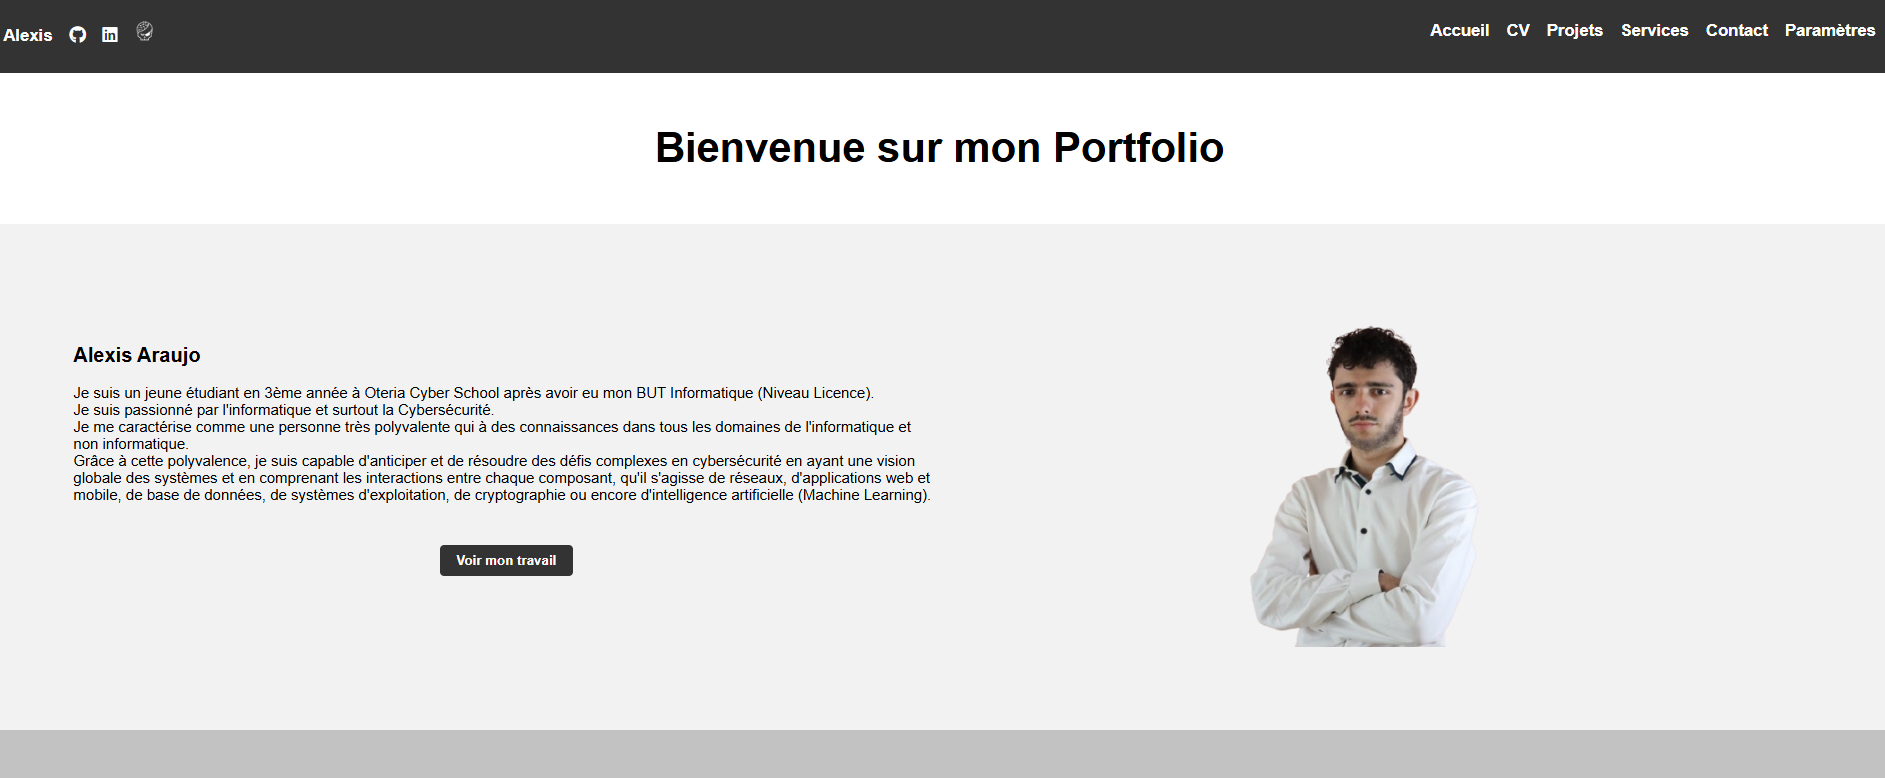 Alexis
Accueil CV Projets Services Contact Paramètres
Bienvenue sur mon Portfolio
Alexis Araujo
Je suis un jeune étudiant en 3ème année à Oteria Cyber School après avoir eu mon BUT Informatique (Niveau Licence).
Je suis passionné par l'informatique et surtout la Cybersécurité.
Je me caractérise comme une personne très polyvalente qui à des connaissances dans tous les domaines de l'informatique et
non informatique.
Grâce à cette polyvalence, je suis capable d'anticiper et de résoudre des défis complexes en cybersécurité en ayant une vision
globale des systèmes et en comprenant les interactions entre chaque composant, qu'il s'agisse de réseaux, d'applications web et
mobile, de base de données, de systèmes d'exploitation, de cryptographie ou encore d'intelligence artificielle (Machine Learning).
Voir mon travail